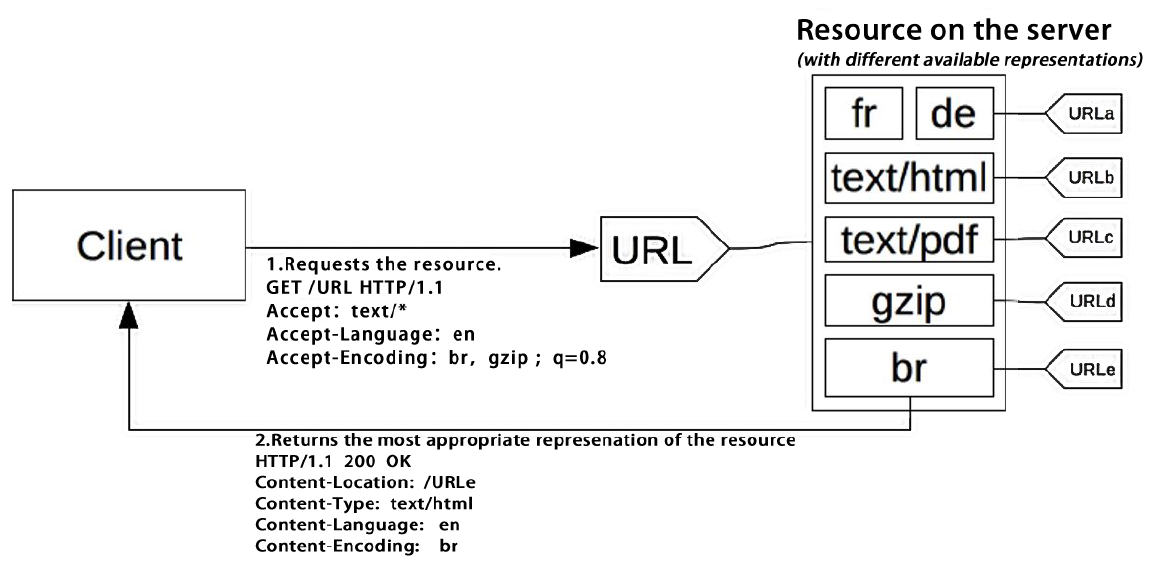 Resource on the server
(with different available representations)
fr
de
URLa
text/html
URLb
Client
URL
text/pdf
URLc
1.Requests the resource.
GET /URL HTTP/1.1
Accept: text/*
Accept-Language: en
Accept-Encoding: br, gzip ; q=0.8
gzip
URLd
br
URLe
2.Returns the most appropriate represenation of the resource
HTTP/1.1 200 OK
Content-Location: /URLe
Content-Type: text/html
Content-Language: en
Content-Encoding: br